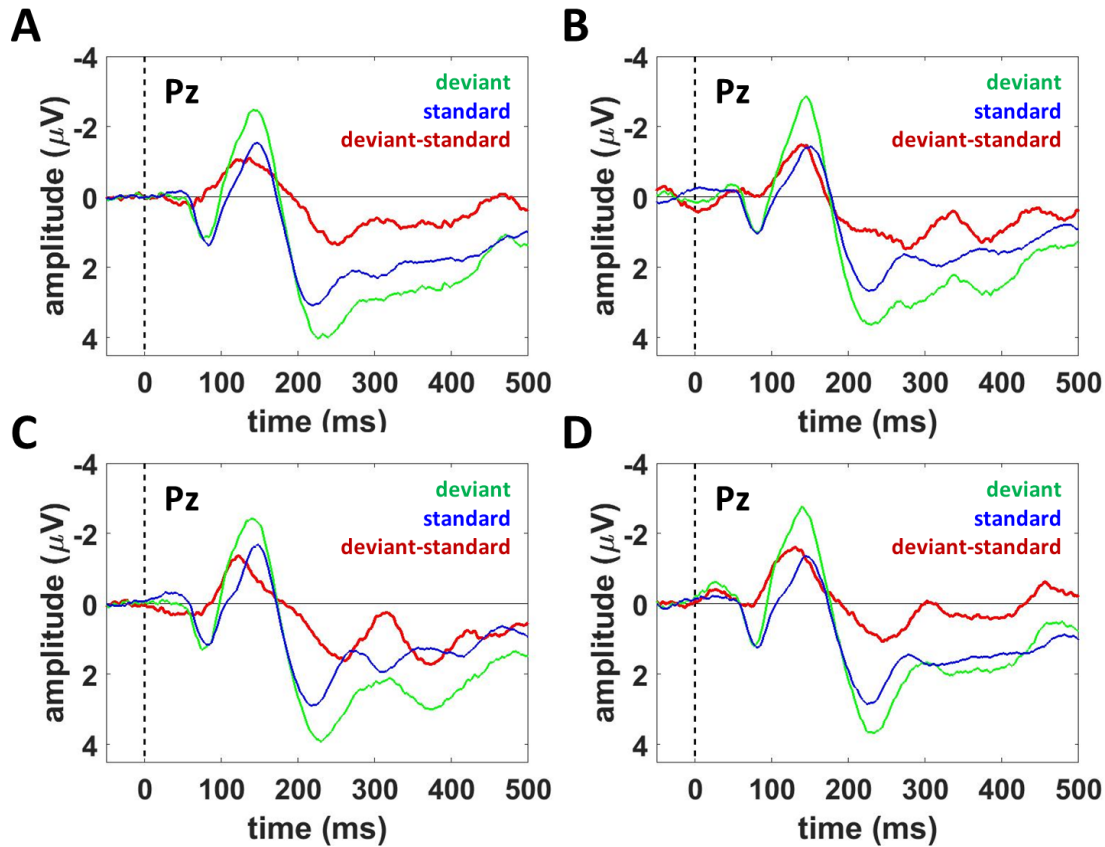 A
-4
-2
0
2
4
amplitude (μV)
Pz
deviant
standard
deviant-standard
0 100 200 300 400 500
time (ms)
B
-4
-2
0
2
4
amplitude (μV)
Pz
deviant
standard
deviant-standard
0 100 200 300 400 500
time (ms)
C
-4
-2
0
2
4
amplitude (μV)
Pz
deviant
standard
deviant-standard
0 100 200 300 400 500
time (ms)
D
-4
-2
0
2
4
amplitude (μV)
Pz
deviant
standard
deviant-standard
0 100 200 300 400 500
time (ms)